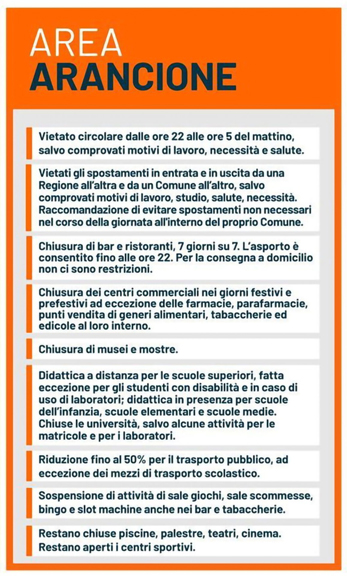 AREA
ARANCIONE
Vietato circolare dalle ore 22 alle ore 5 del mattino,
salvo comprovati motivi di lavoro, necessità e salute.
Vietati gli spostamenti in entrata e in uscita da una
Regione all'altra e da un Comune all'altro, salvo
comprovati motivi di lavoro, studio, salute, necessità.
Raccomandazione di evitare spostamenti non necessari
nel corso della giornata all'interno del proprio Comune.
Chiusura di bar e ristoranti, 7 giorni su 7. L'asporto è
consentito fino alle ore 22. Per la consegna a domicilio
non ci sono restrizioni.
Chiusura dei centri commerciali nei giorni festivi e
prefestivi ad eccezione delle farmacie, parafarmacie,
punti vendita di generi alimentari, tabaccherie ed
edicole al loro interno.
Chiusura di musei e mostre.
Didattica a distanza per le scuole superiori, fatta
eccezione per gli studenti con disabilità e in caso di
uso di laboratori; didattica in presenza per scuole
dell'infanzia, scuole elementari e scuole medie.
Chiuse le università, salvo alcune attività per le
matricole e per i laboratori.
Riduzione fino al 50% per il trasporto pubblico, ad
eccezione dei mezzi di trasporto scolastico.
Sospensione di attività di sale giochi, sale scommesse,
bingo e slot machine anche nei bar e tabaccherie.
Restano chiuse piscine, palestre, teatri, cinema.
Restano aperti i centri sportivi.